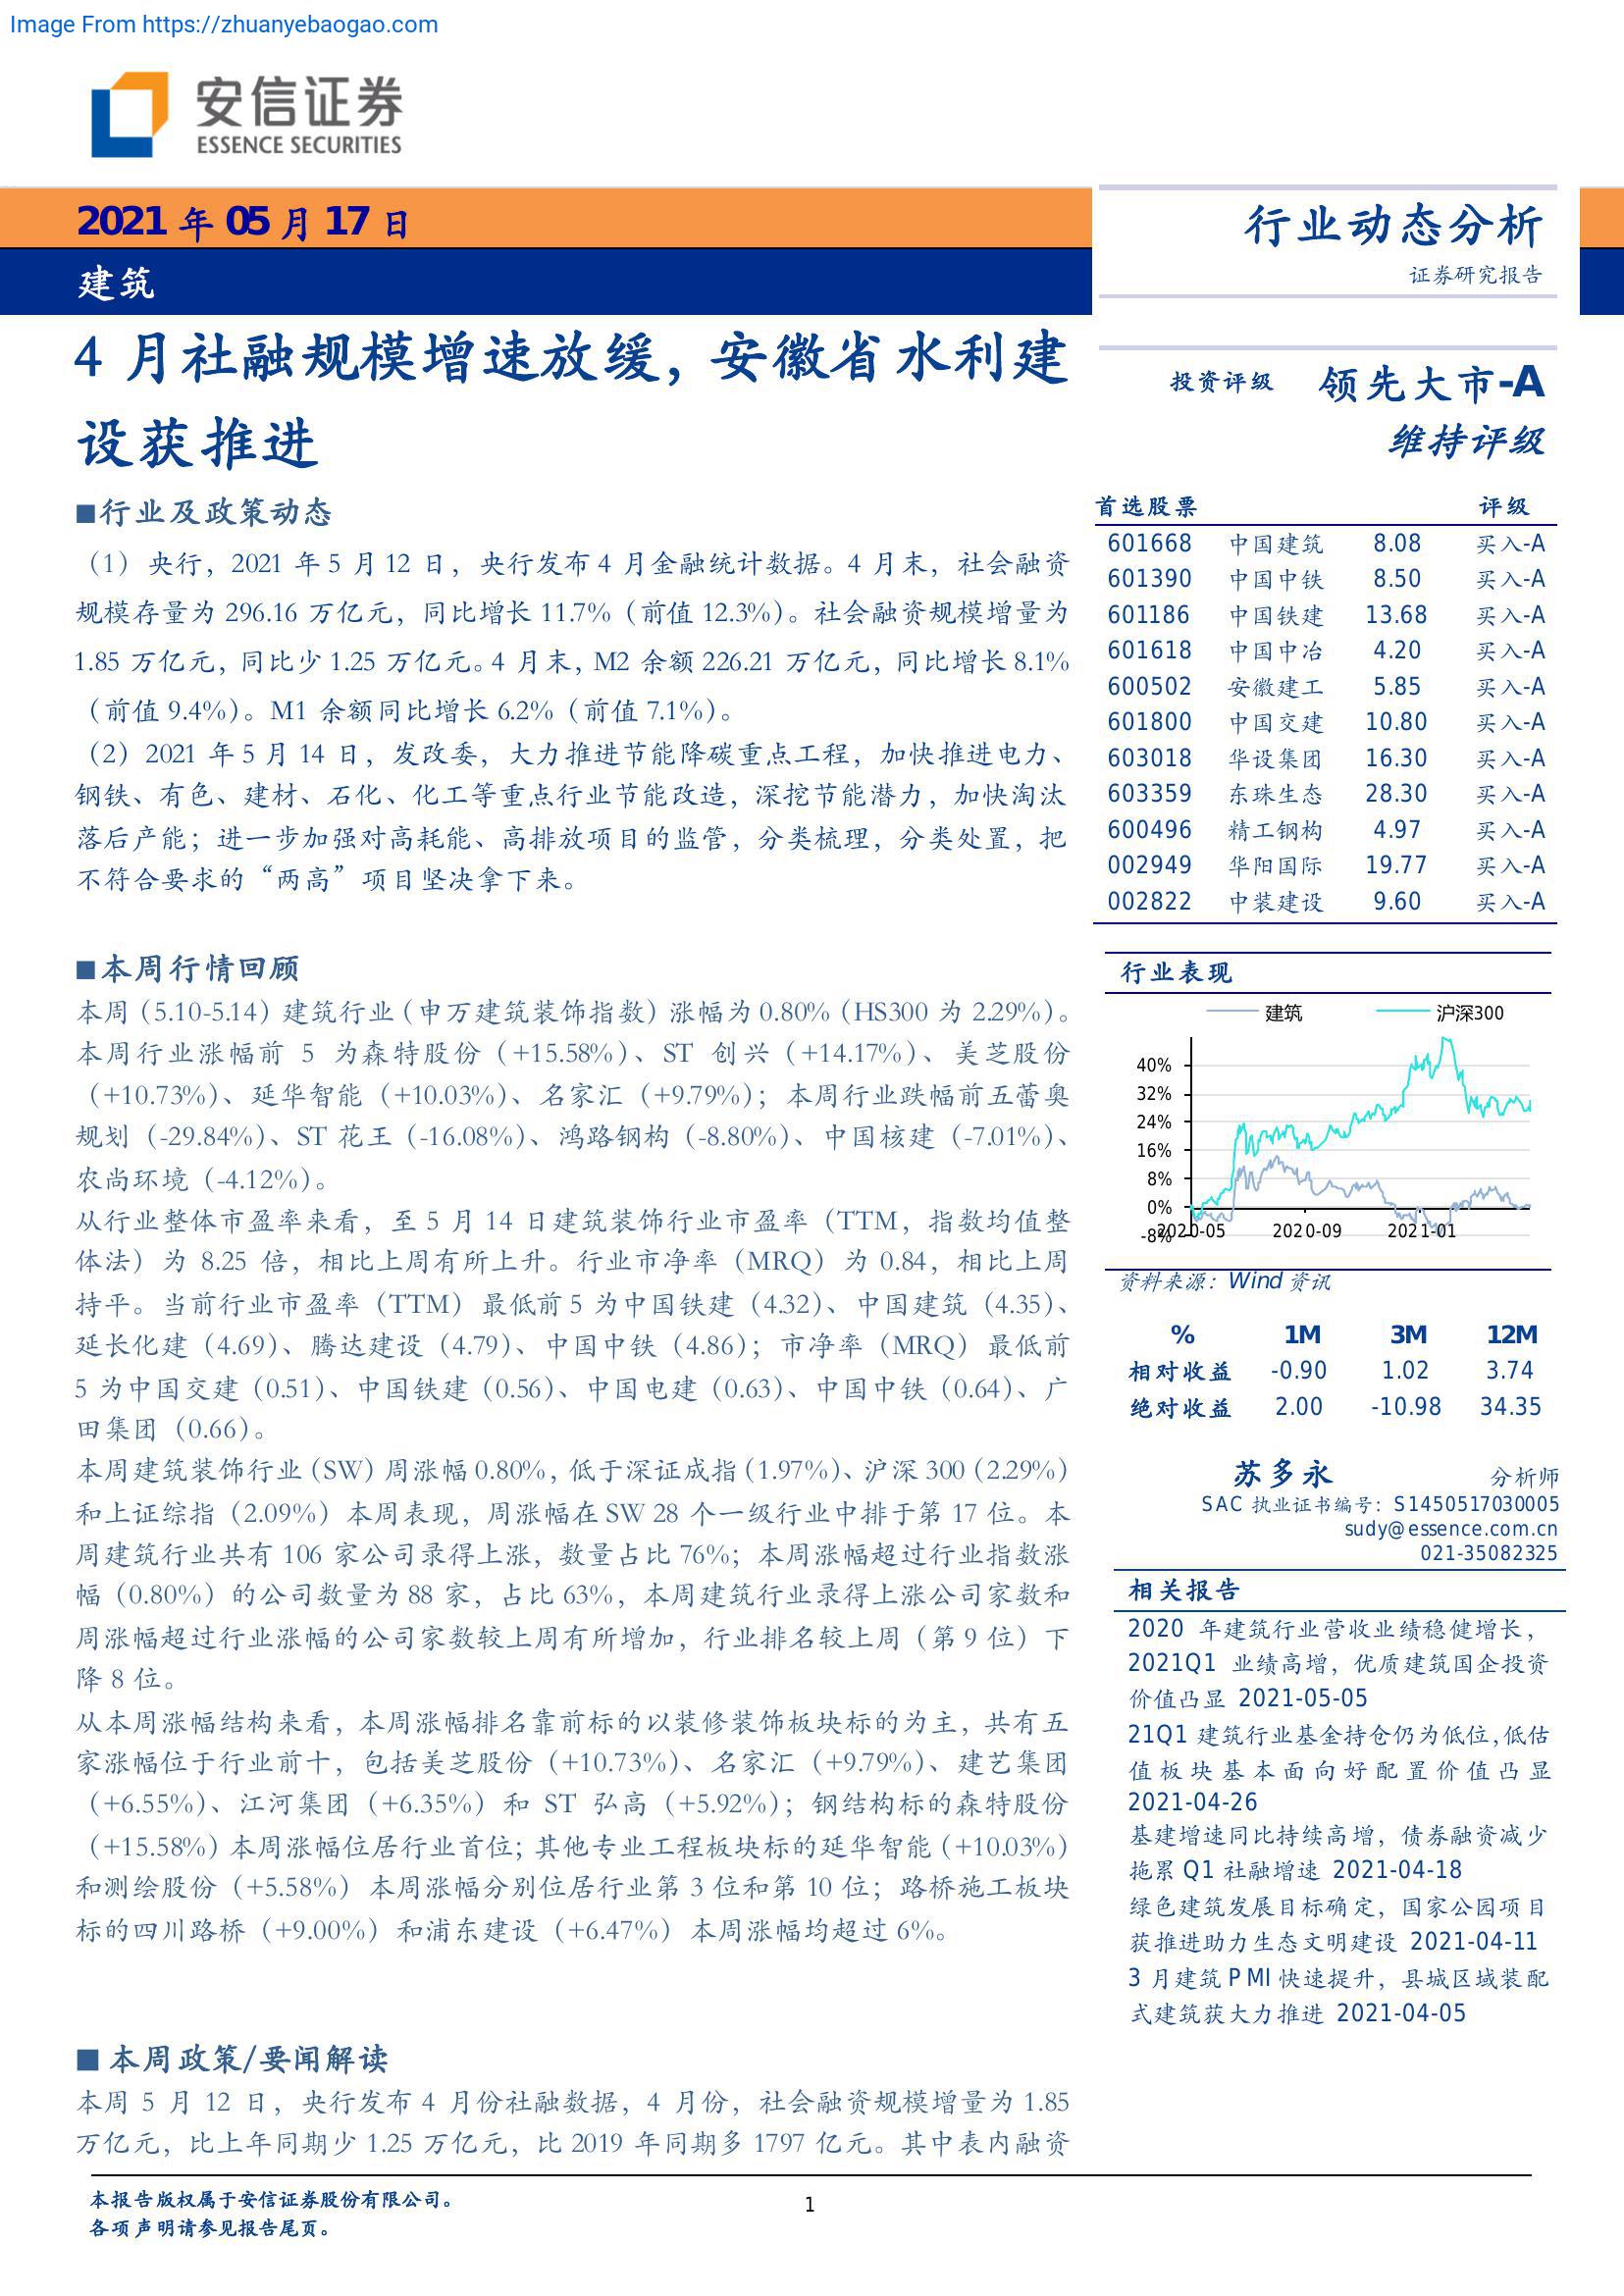 Image From https://zhuanyebaogao.com
安信证券
ESSENCE SECURITIES
2021 年 05 月 17 日
建筑
行业动态分析
证券研究报告
4 月社融规模增速放缓，安徽省水利建
设获推进
■行业及政策动态
（1）央行，2021 年 5 月 12 日，央行发布 4 月金融统计数据。4 月末，社会融资
规模存量为 296.16 万亿元，同比增长 11.7%（前值 12.3%）。社会融资规模增量为
1.85 万亿元，同比少 1.25 万亿元。4 月末，M2 余额 226.21 万亿元，同比增长 8.1%
（前值 9.4%）。M1 余额同比增长 6.2%（前值 7.1%）。
（2）2021 年 5 月 14 日，发改委，大力推进节能降碳重点工程，加快推进电力、
钢铁、有色、建材、石化、化工等重点行业节能改造，深挖节能潜力，加快淘汰
落后产能；进一步加强对高耗能、高排放项目的监管，分类梳理，分类处置，把
不符合要求的“两高”项目坚决拿下来。
■本周行情回顾
本周（5.10-5.14）建筑行业（申万建筑装饰指数）涨幅为 0.80%（HS300 为 2.29%）。
本周行业涨幅前 5 为森特股份（+15.58%）、ST 创兴（+14.17%）、美芝股份
（+10.73%）、延华智能（+10.03%）、名家汇（+9.79%）；本周行业跌幅前五蕾奥
规划（-29.84%）、ST 花王（-16.08%）、鸿路钢构（-8.80%）、中国核建（-7.01%）、
农尚环境（-4.12%）。
从行业整体市盈率来看，至 5 月 14 日建筑装饰行业市盈率（TTM，指数均值整
体法）为 8.25 倍，相比上周有所上升。行业市净率（MRQ）为 0.84，相比上周
持平。当前行业市盈率（TTM）最低前 5 为中国铁建（4.32）、中国建筑（4.35）、
延长化建（4.69）、腾达建设（4.79）、中国中铁（4.86）；市净率（MRQ）最低前
5 为中国交建（0.51）、中国铁建（0.56）、中国电建（0.63）、中国中铁（0.64）、广
田集团（0.66）。
本周建筑装饰行业（SW）周涨幅 0.80%，低于深证成指（1.97%）、沪深 300（2.29%）
和上证综指（2.09%）本周表现，周涨幅在 SW 28 个一级行业中排于第 17 位。本
周建筑行业共有 106 家公司录得上涨，数量占比 76%；本周涨幅超过行业指数涨
幅（0.80%）的公司数量为 88 家，占比 63%，本周建筑行业录得上涨公司家数和
周涨幅超过行业涨幅的公司家数较上周有所增加，行业排名较上周（第 9 位）下
降 8 位。
从本周涨幅结构来看，本周涨幅排名靠前标的以装修装饰板块标的为主，共有五
家涨幅位于行业前十，包括美芝股份（+10.73%）、名家汇（+9.79%）、建艺集团
（+6.55%）、江河集团（+6.35%）和 ST 弘高（+5.92%）；钢结构标的森特股份
（+15.58%）本周涨幅位居行业首位；其他专业工程板块标的延华智能（+10.03%）
和测绘股份（+5.58%）本周涨幅分别位居行业第 3 位和第 10 位；路桥施工板块
标的四川路桥（+9.00%）和浦东建设（+6.47%）本周涨幅均超过 6%。
■ 本周政策/要闻解读
本周 5 月 12 日，央行发布 4 月份社融数据，4 月份，社会融资规模增量为 1.85
万亿元，比上年同期少 1.25 万亿元，比 2019 年同期多 1797 亿元。其中表内融资
投资评级 领先大市-A
维持评级
首选股票 评级
601668 中国建筑 8.08 买入-A
601390 中国中铁 8.50 买入-A
601186 中国铁建 13.68 买入-A
601618 中国中冶 4.20 买入-A
600502 安徽建工 5.85 买入-A
601800 中国交建 10.80 买入-A
603018 华设集团 16.30 买入-A
603359 东珠生态 28.30 买入-A
600496 精工钢构 4.97 买入-A
002949 华阳国际 19.77 买入-A
002822 中装建设 9.60 买入-A
行业表现
建筑 沪深300
40%
32%
24%
16%
8%
0%
-8%
2020-05 2020-09 2021-01
资料来源：Wind 资讯
% 1M 3M 12M
相对收益 -0.90 1.02 3.74
绝对收益 2.00 -10.98 34.35
苏多永 分析师
SAC 执业证书编号：S1450517030005
sudy@essence.com.cn
021-35082325
相关报告
2020 年建筑行业营收业绩稳健增长，
2021Q1 业绩高增，优质建筑国企投资
价值凸显 2021-05-05
21Q1 建筑行业基金持仓仍为低位，低估
值板块基本面向好配置价值凸显
2021-04-26
基建增速同比持续高增，债券融资减少
拖累 Q1 社融增速 2021-04-18
绿色建筑发展目标确定，国家公园项目
获推进助力生态文明建设 2021-04-11
3 月建筑 PMI 快速提升，县城区域装配
式建筑获大力推进 2021-04-05
本报告版权属于安信证券股份有限公司。
各项声明请参见报告尾页。
1